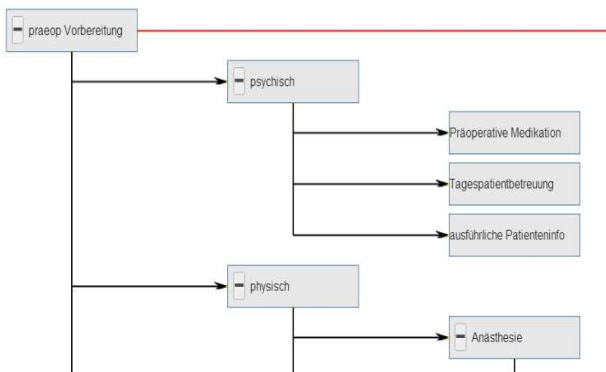 praeop Vorbereitung
psychisch
Präoperative Medikation
Tagespatientbetreuung
ausführliche Patienteninfo
physisch
Anästhesie